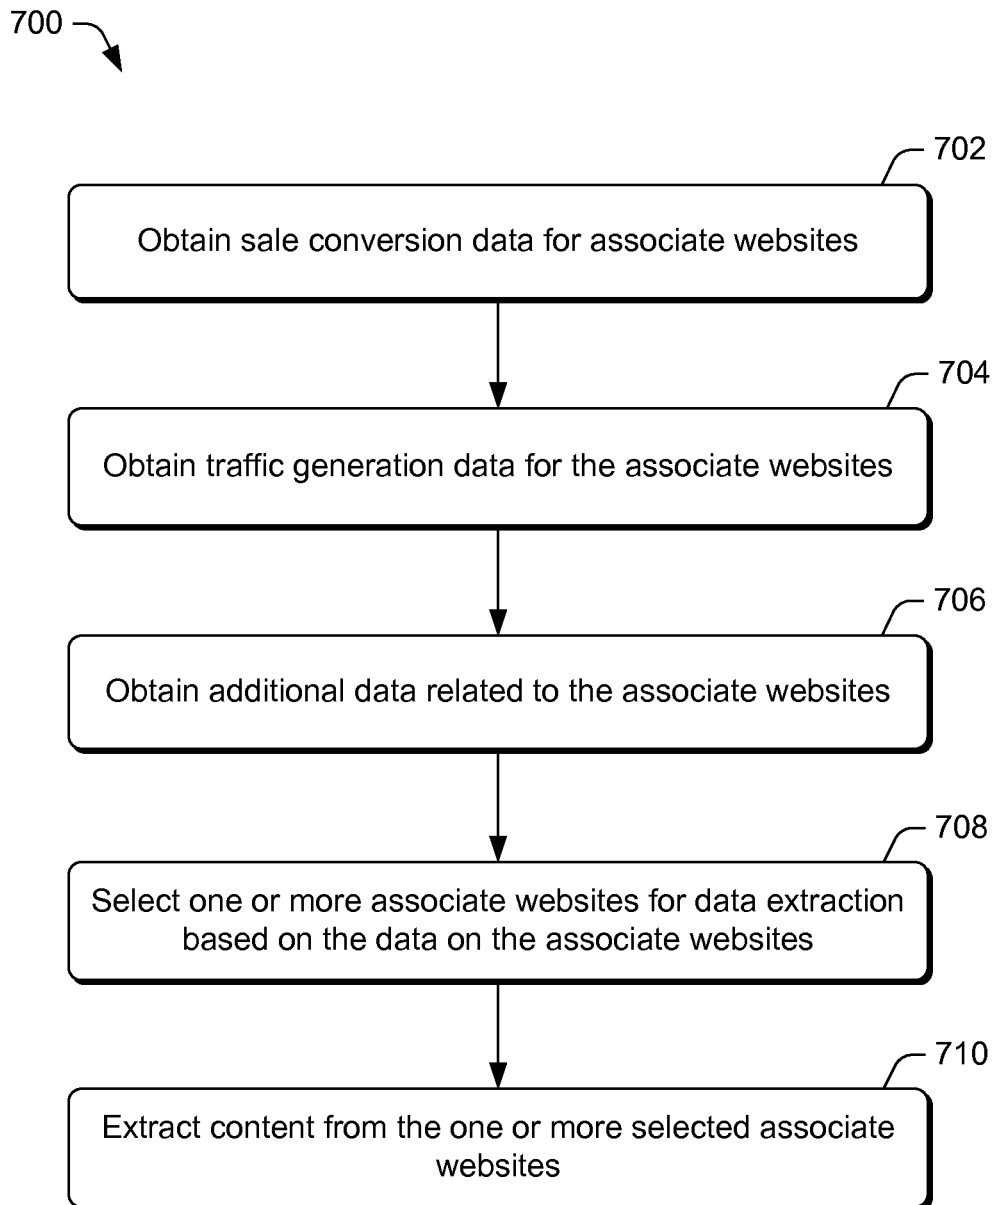 700
702
Obtain sale conversion data for associate websites
704
Obtain traffic generation data for the associate websites
706
Obtain additional data related to the associate websites
708
Select one or more associate websites for data extraction
based on the data on the associate websites
710
Extract content from the one or more selected associate
websites